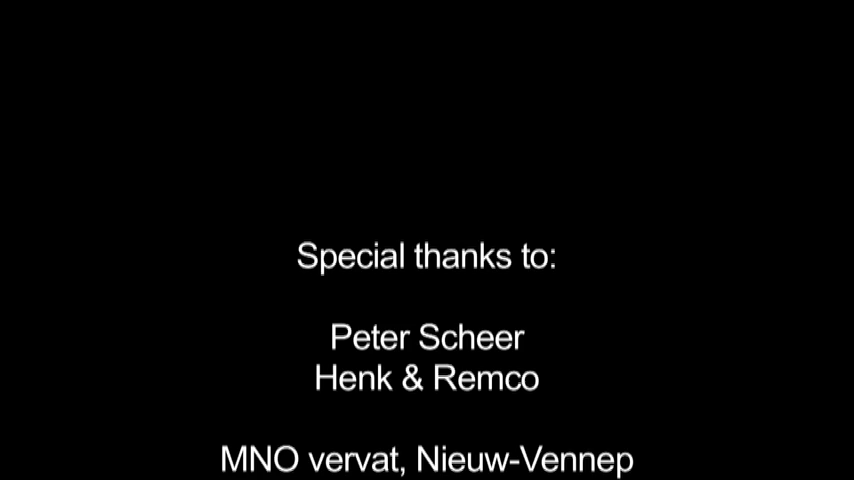 Special thanks to:
Peter Scheer
Henk & Remco
MNO vervat, Nieuw-Vennep